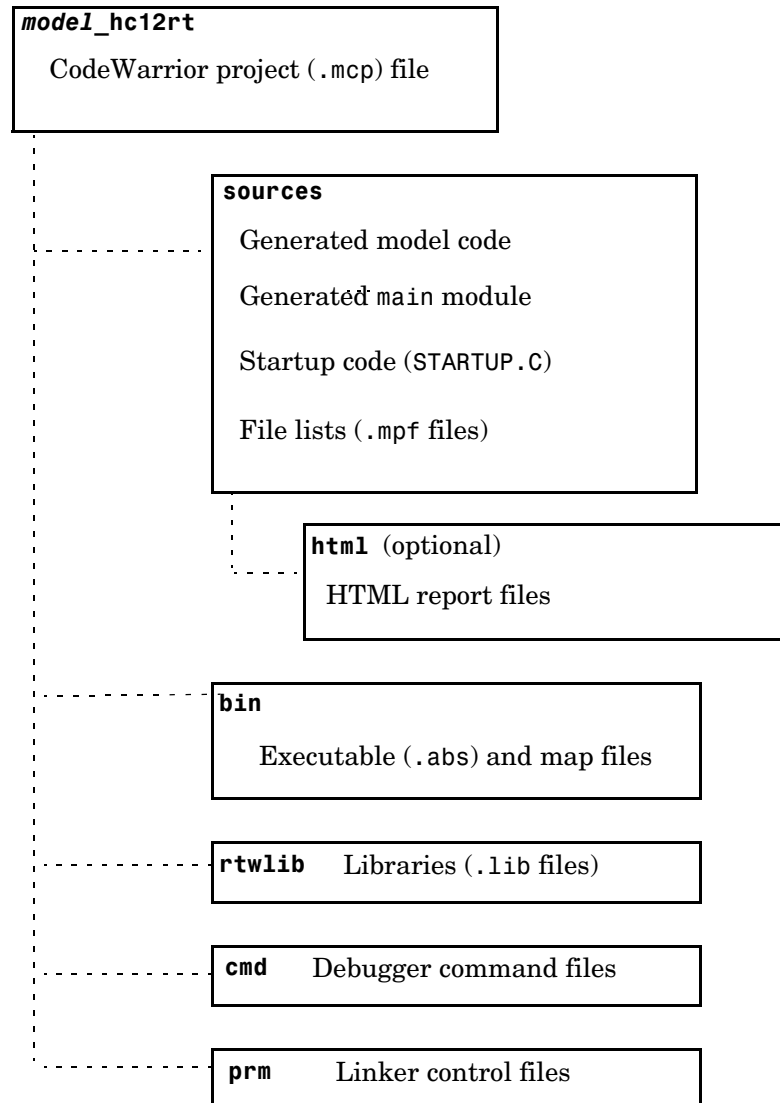 model_hc12rt
CodeWarrior project (.mcp) file
sources
Generated model code
Generated main module
Startup code (STARTUP.C)
File lists (.mpf files)
html (optional)
HTML report files
bin
Executable (.abs) and map files
rtwlib Libraries (.lib files)
cmd Debugger command files
prm Linker control files